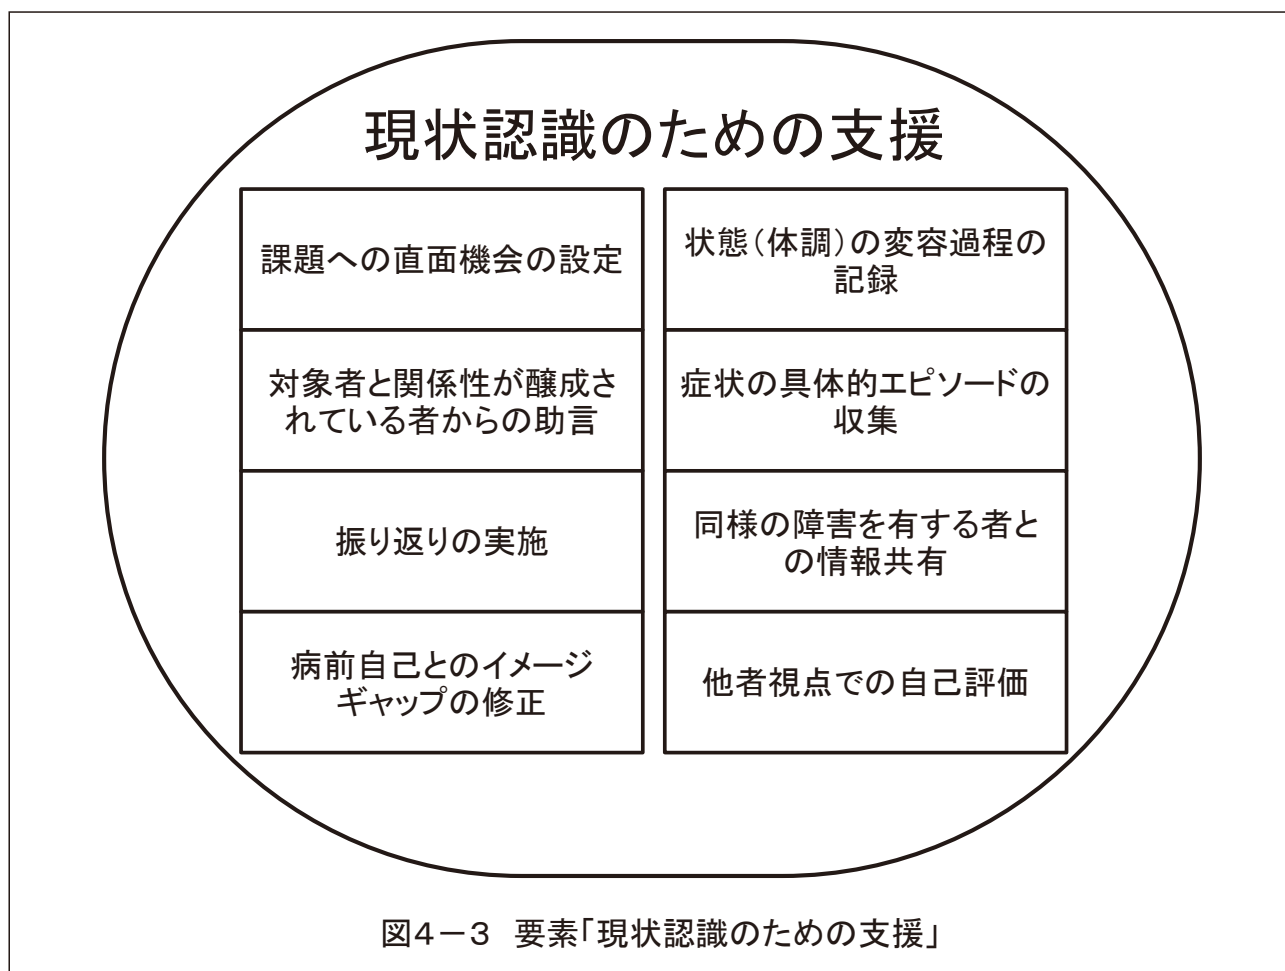 現状認識のための支援
課題への直面機会の設定
対象者と関係性が醸成さ
れている者からの助言
振り返りの実施
病前自己とのイメージ
ギャップの修正
状態（体調）の変容過程の
記録
症状の具体的エピソードの
収集
同様の障害を有する者と
の情報共有
他者視点での自己評価
図４－３　要素「現状認識のための支援」